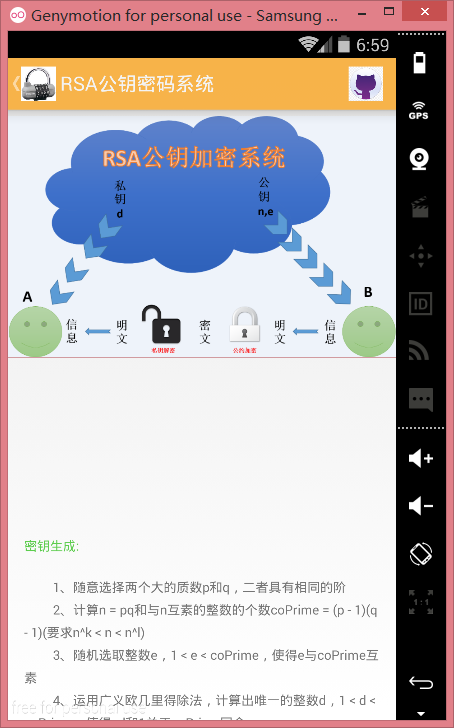 Genymotion for personal use - Samsung ...
6:59
RSA公钥密码系统
RSA公钥加密系统
私钥
d
公钥
n,e
A
B
信息
明文
密文
明文
信息
私钥解密
公钥加密
GPS
ID
1:1
密钥生成:
1、随意选择两个大的质数p和q，二者具有相同的阶
2、计算n = pq和与n互素的整数的个数coPrime = (p - 1)(q
- 1)(要求n^k < n < n^l)
3、随机选取整数e，1 < e < coPrime，使得e与coPrime互
素
4、运用广义欧几里得除法，计算出唯一的整数d，1 < d <
free for personal use